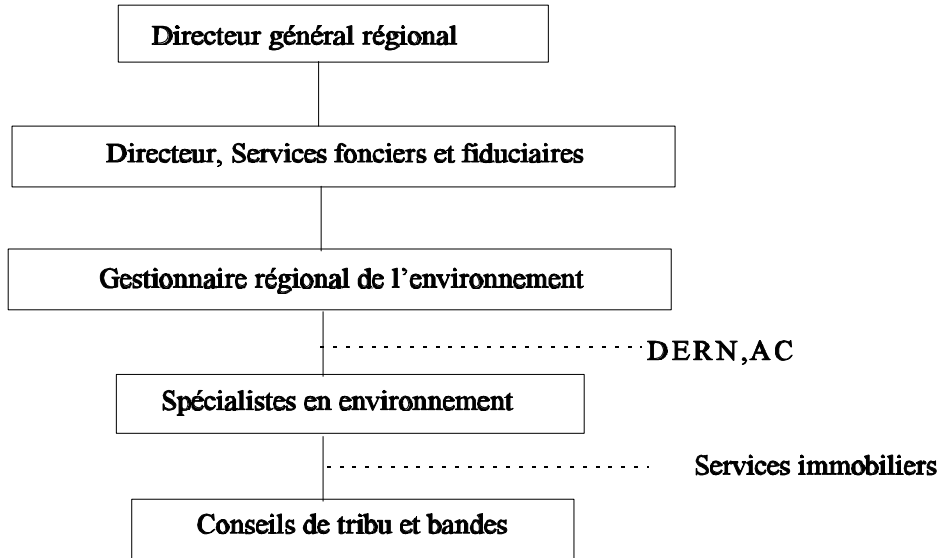 Directeur général régional
Directeur, Services fonciers et fiduciaires
Gestionnaire régional de l’environnement
DERN,AC
Spécialistes en environnement
Services immobiliers
Conseils de tribu et bandes